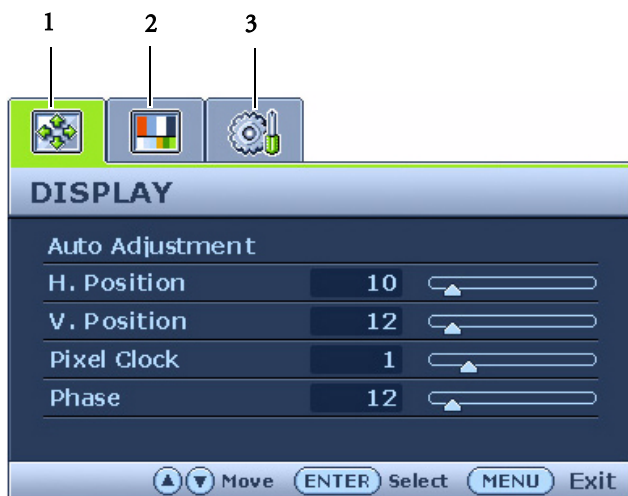 1 2 3
DISPLAY
Auto Adjustment
H. Position 10
V. Position 12
Pixel Clock 1
Phase 12
Move ENTER Select MENU Exit